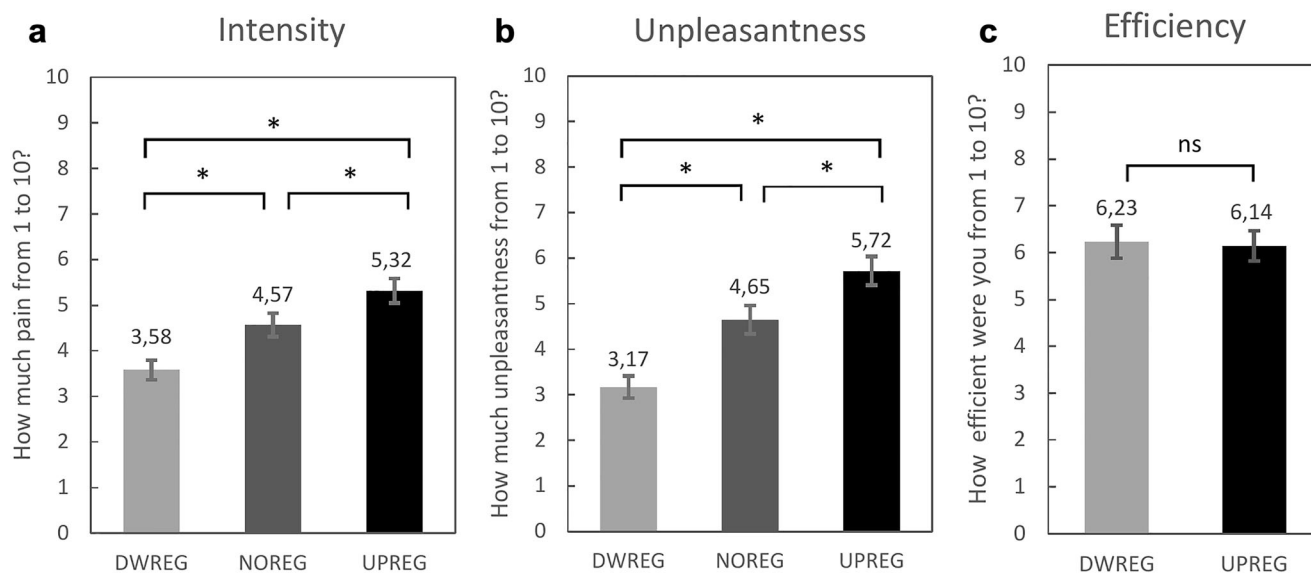 a
Intensity
How much pain from 1 to 10?
10
9
8
7
6
5
4
3
2
1
0
*
*
*
3,58
4,57
5,32
DWREG
NOREG
UPREG
b
Unpleasantness
How much unpleasantness from 1 to 10?
10
9
8
7
6
5
4
3
2
1
0
*
*
*
3,17
4,65
5,72
DWREG
NOREG
UPREG
c
Efficiency
How efficient were you from 1 to 10?
10
9
8
7
6
5
4
3
2
1
0
ns
6,23
6,14
DWREG
UPREG